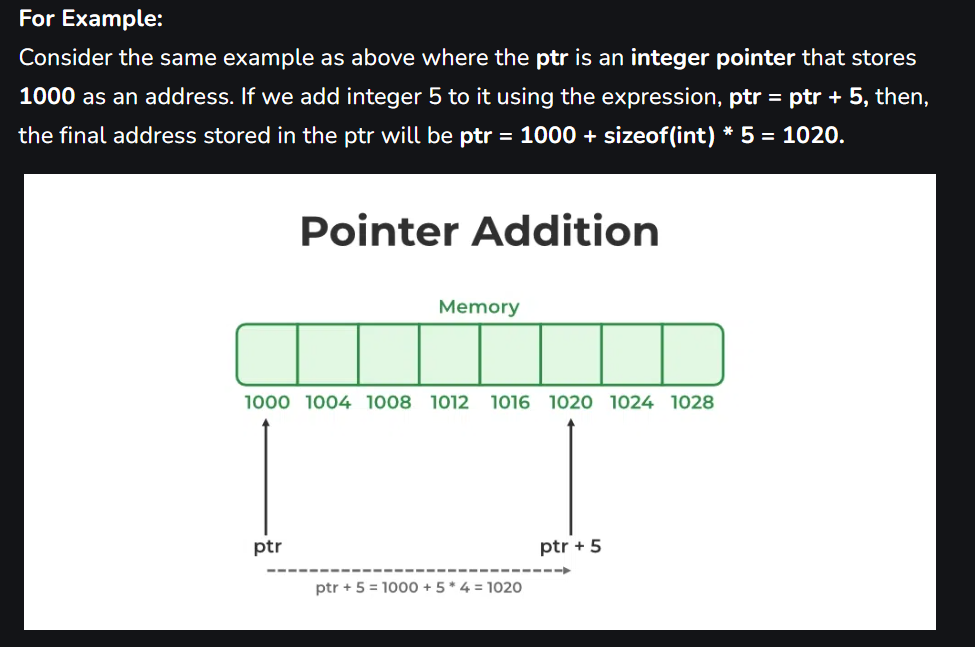 For Example:
Consider the same example as above where the ptr is an integer pointer that stores
1000 as an address. If we add integer 5 to it using the expression, ptr = ptr + 5, then,
the final address stored in the ptr will be ptr = 1000 + sizeof(int) * 5 = 1020.
Pointer Addition
Memory
1000 1004 1008 1012 1016 1020 1024 1028
ptr ptr + 5
ptr + 5 = 1000 + 5 * 4 = 1020